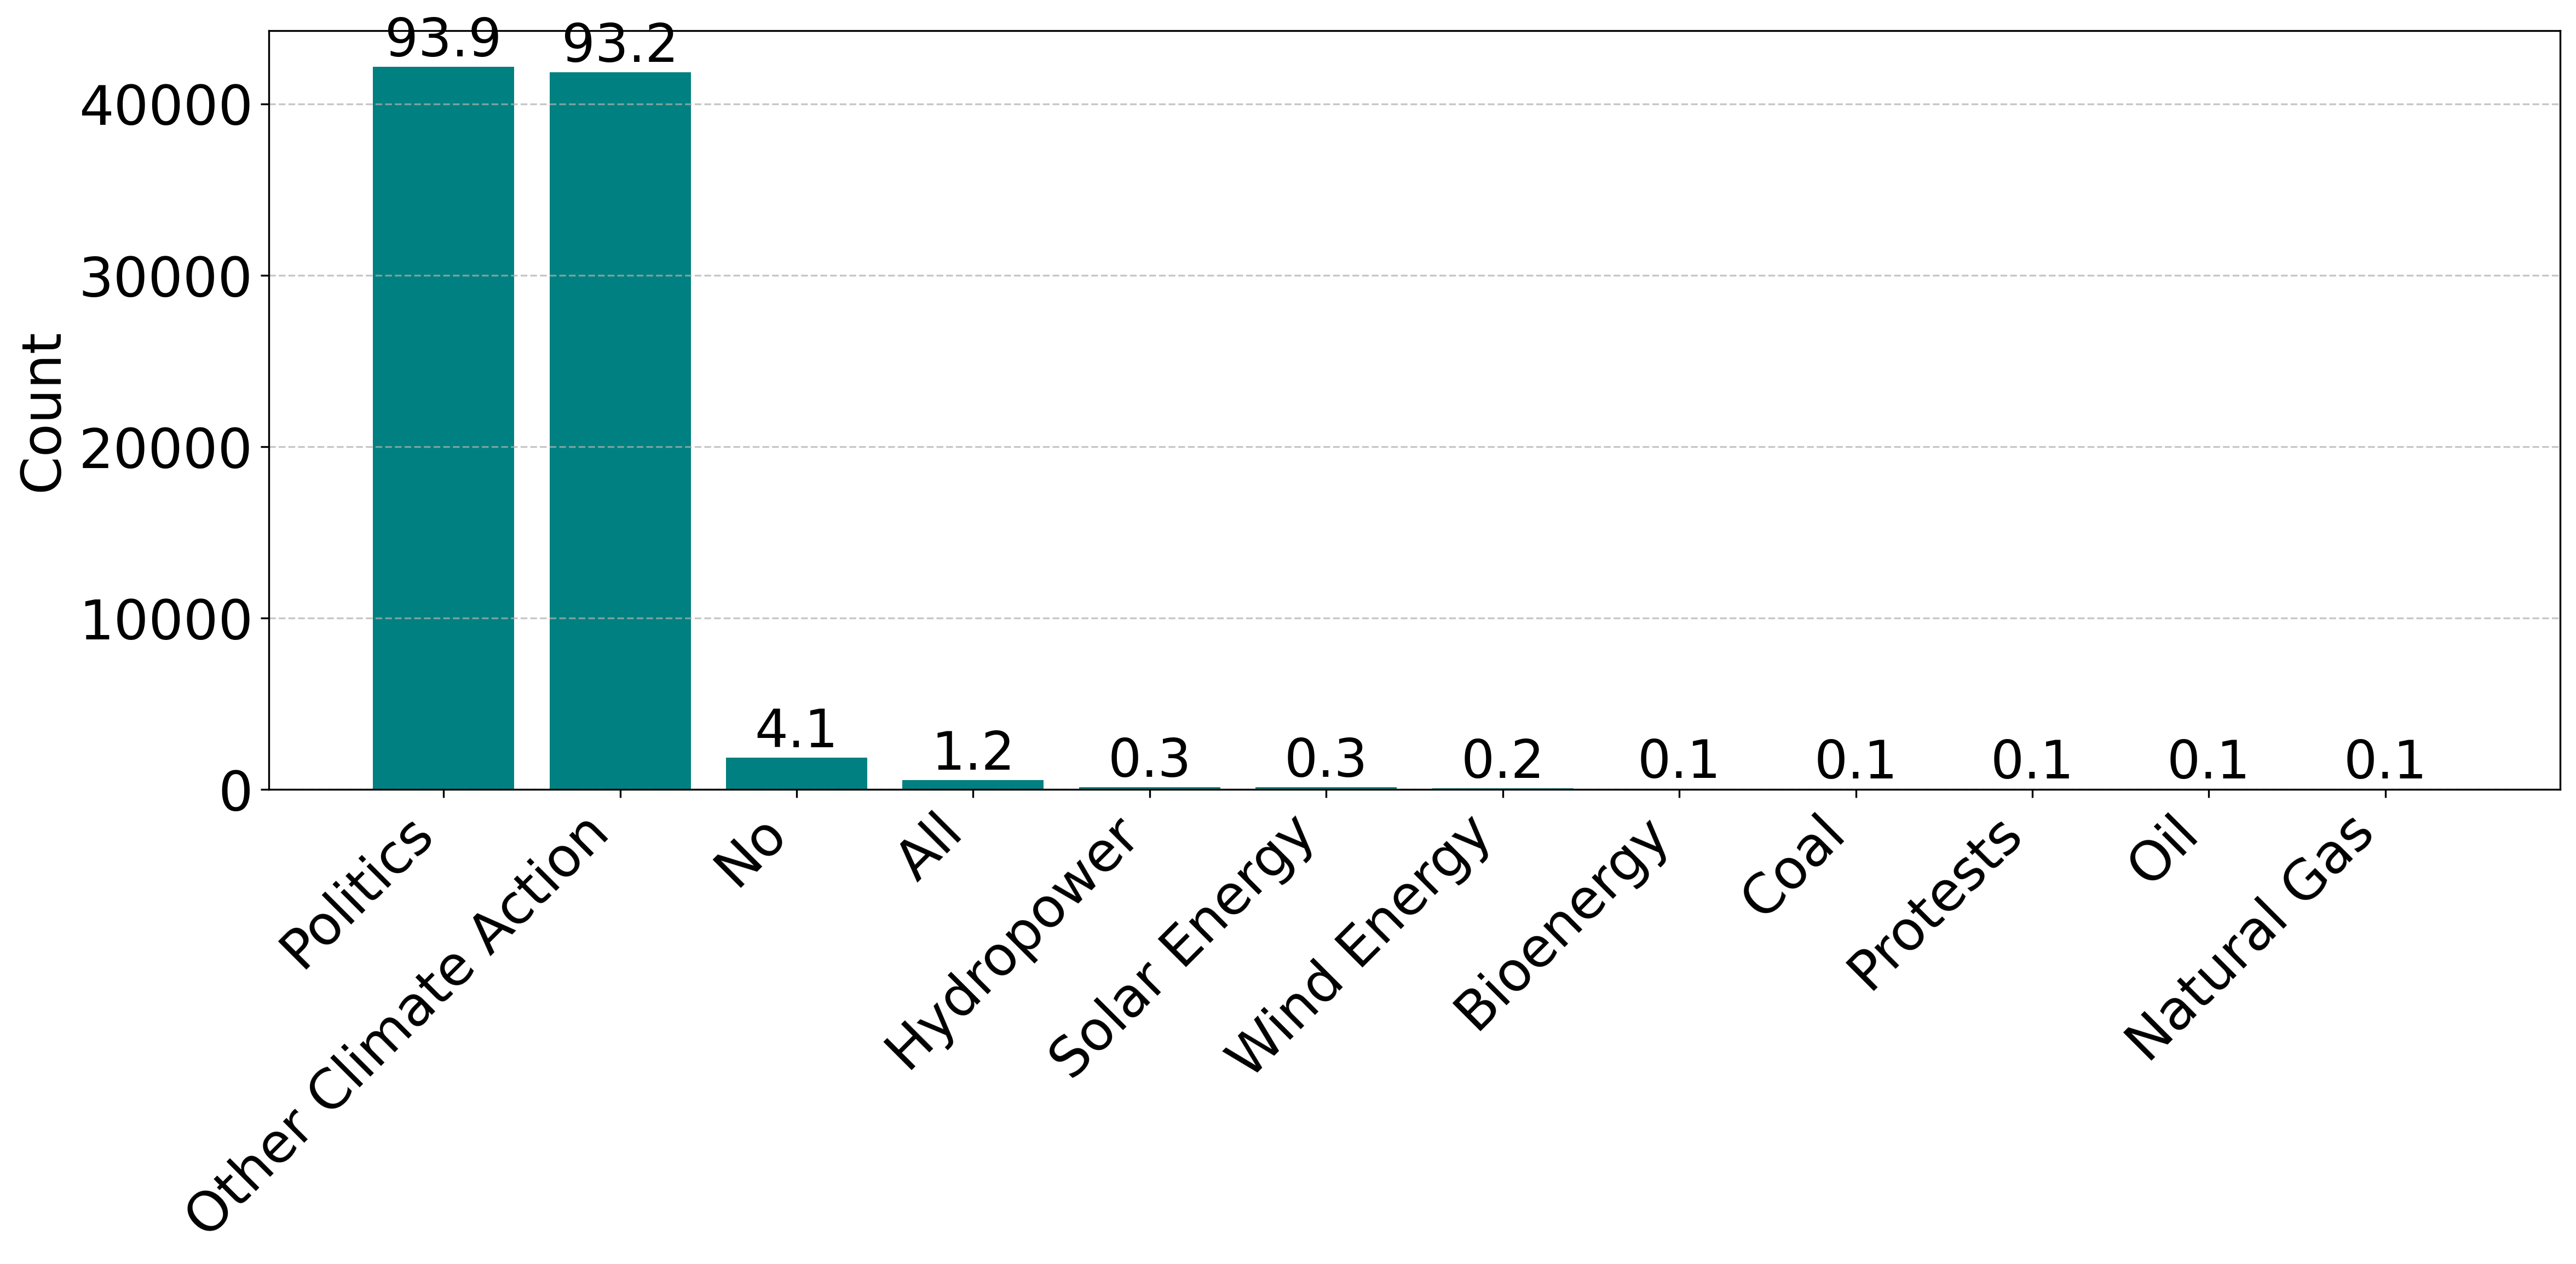 93.9
93.2
40000
30000
20000
10000
0
Count
4.1
1.2
0.3
0.3
0.2
0.1
0.1
0.1
0.1
0.1
Politics
Other Climate Action
No
All
Hydropower
Solar Energy
Wind Energy
Bioenergy
Coal
Protests
Oil
Natural Gas